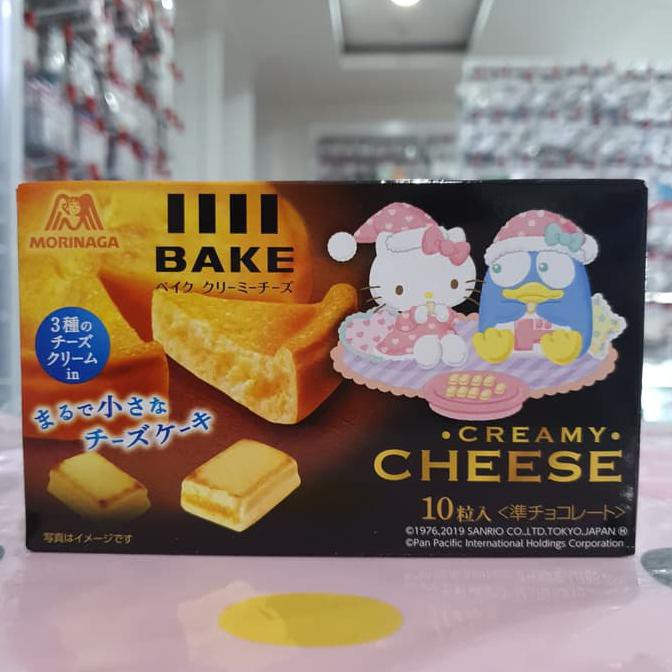 MORINAGA
BAKE
ベイク クリーミーチーズ
3種の
チーズ
クリーム
in
まるで小さな
チーズケーキ
・CREAMY・
CHEESE
10粒入 <準チョコレート>
©1976,2019 SANRIO CO.,LTD.TOKYO,JAPAN Ⓗ
©Pan Pacific International Holdings Corporation
写真はイメージです